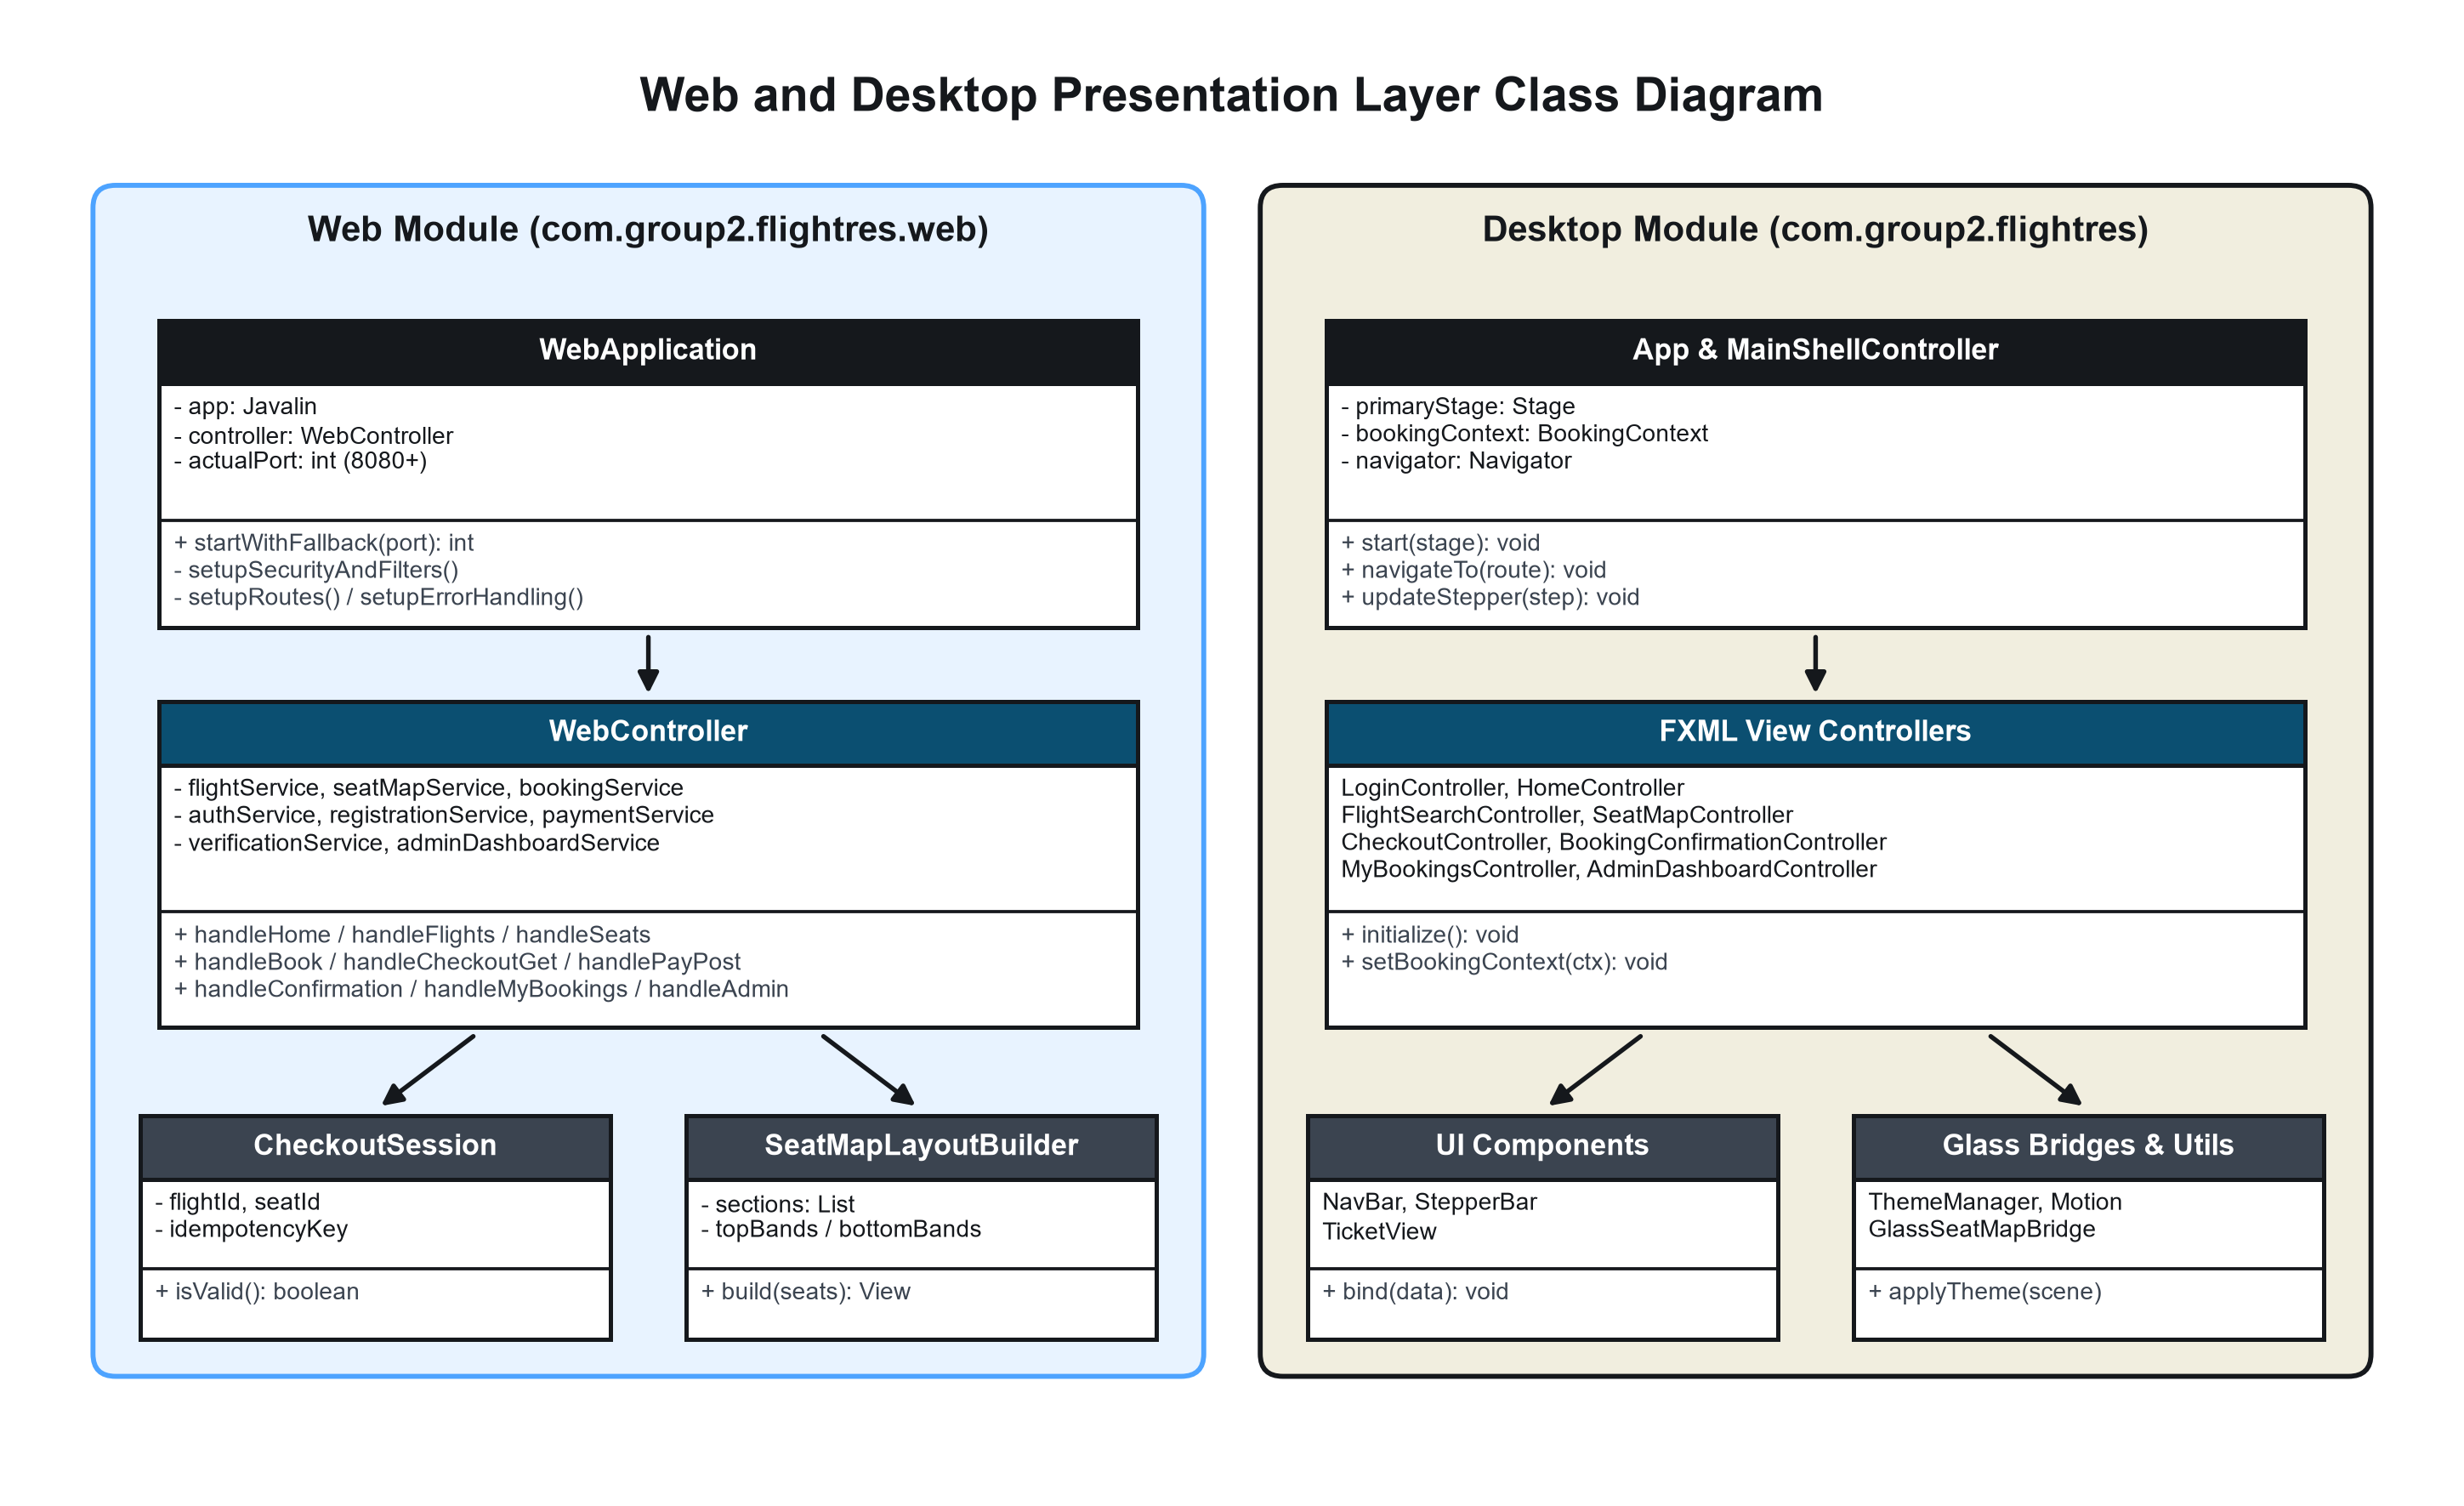 Web and Desktop Presentation Layer Class Diagram
Web Module (com.group2.flightres.web)
WebApplication
- app: Javalin
- controller: WebController
- actualPort: int (8080+)
+ startWithFallback(port): int
- setupSecurityAndFilters()
- setupRoutes() / setupErrorHandling()
WebController
- flightService, seatMapService, bookingService
- authService, registrationService, paymentService
- verificationService, adminDashboardService
+ handleHome / handleFlights / handleSeats
+ handleBook / handleCheckoutGet / handlePayPost
+ handleConfirmation / handleMyBookings / handleAdmin
CheckoutSession
- flightId, seatId
- idempotencyKey
+ isValid(): boolean
SeatMapLayoutBuilder
- sections: List
- topBands / bottomBands
+ build(seats): View
Desktop Module (com.group2.flightres)
App & MainShellController
- primaryStage: Stage
- bookingContext: BookingContext
- navigator: Navigator
+ start(stage): void
+ navigateTo(route): void
+ updateStepper(step): void
FXML View Controllers
LoginController, HomeController
FlightSearchController, SeatMapController
CheckoutController, BookingConfirmationController
MyBookingsController, AdminDashboardController
+ initialize(): void
+ setBookingContext(ctx): void
UI Components
NavBar, StepperBar
TicketView
+ bind(data): void
Glass Bridges & Utils
ThemeManager, Motion
GlassSeatMapBridge
+ applyTheme(scene)